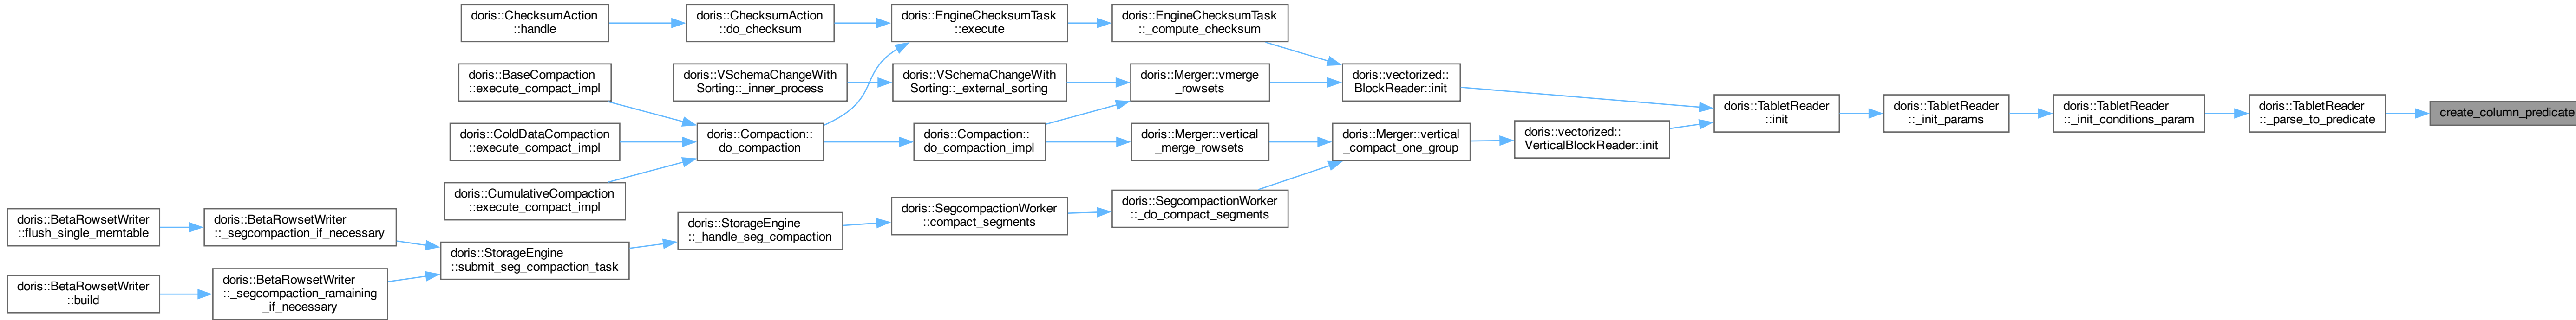 doris::ChecksumAction
::handle
doris::ChecksumAction
::do_checksum
doris::EngineChecksumTask
::execute
doris::EngineChecksumTask
::_compute_checksum
doris::BaseCompaction
::execute_compact_impl
doris::VSchemaChangeWith
Sorting::_inner_process
doris::VSchemaChangeWith
Sorting::_external_sorting
doris::Merger::vmerge
_rowsets
doris::vectorized::
BlockReader::init
doris::TabletReader
::init
doris::TabletReader
::_init_params
doris::TabletReader
::_init_conditions_param
doris::TabletReader
::_parse_to_predicate
create_column_predicate
doris::ColdDataCompaction
::execute_compact_impl
doris::Compaction::
do_compaction
doris::Compaction::
do_compaction_impl
doris::Merger::vertical
_merge_rowsets
doris::Merger::vertical
_compact_one_group
doris::vectorized::
VerticalBlockReader::init
doris::CumulativeCompaction
::execute_compact_impl
doris::BetaRowsetWriter
::flush_single_memtable
doris::BetaRowsetWriter
::_segcompaction_if_necessary
doris::StorageEngine
::submit_seg_compaction_task
doris::StorageEngine
::_handle_seg_compaction
doris::SegcompactionWorker
::compact_segments
doris::SegcompactionWorker
::_do_compact_segments
doris::BetaRowsetWriter
::build
doris::BetaRowsetWriter
::_segcompaction_ramaining
_if_necessary